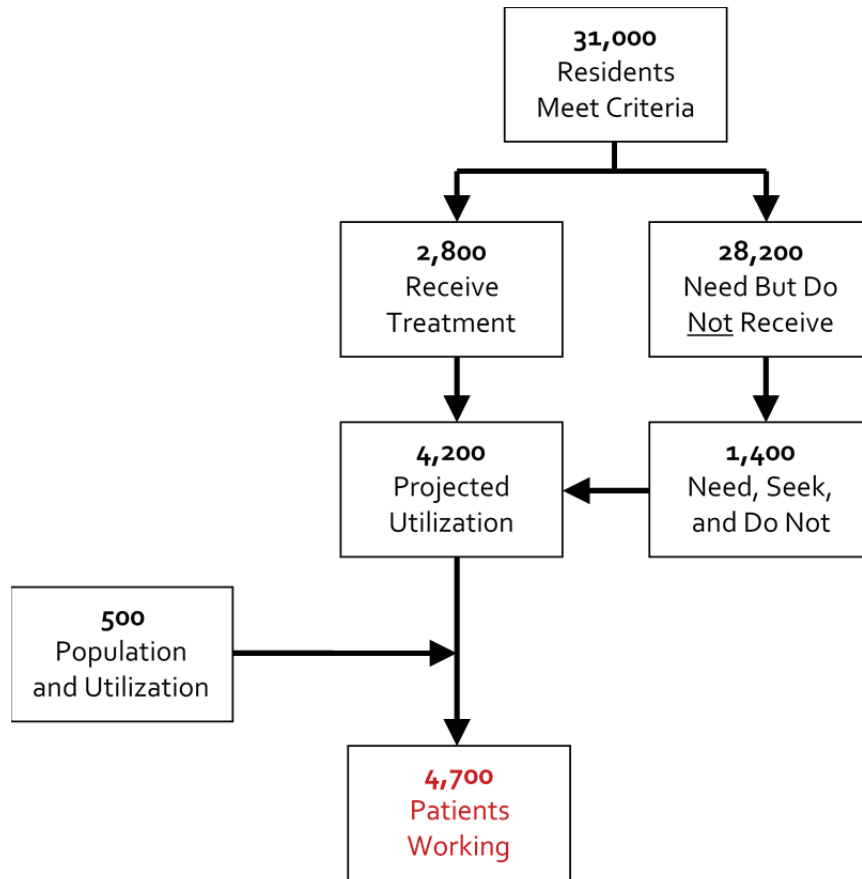 31,000
Residents
Meet Criteria
2,800
Receive
Treatment
28,200
Need But Do
Not Receive
4,200
Projected
Utilization
1,400
Need, Seek,
and Do Not
500
Population
and Utilization
4,700
Patients
Working